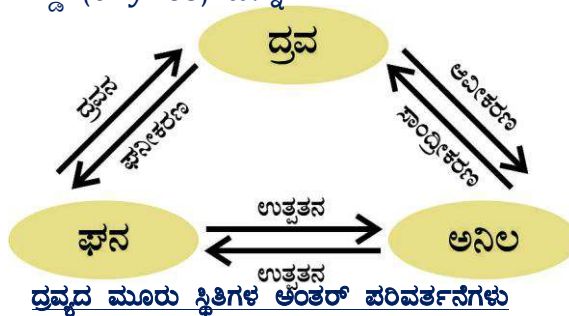 ದ್ರವ
ದ್ರವನ
ಘನೀಕರಣ
ಆವೀಕರಣ
ಸಾಂದ್ರೀಕರಣ
ಘನ
ಉತ್ಪತನ
ಉತ್ಪತನ
ಅನಿಲ
ದ್ರವ್ಯದ ಮೂರು ಸ್ಥಿತಿಗಳ ಅಂತರ್ ಪರಿವರ್ತನೆಗಳು